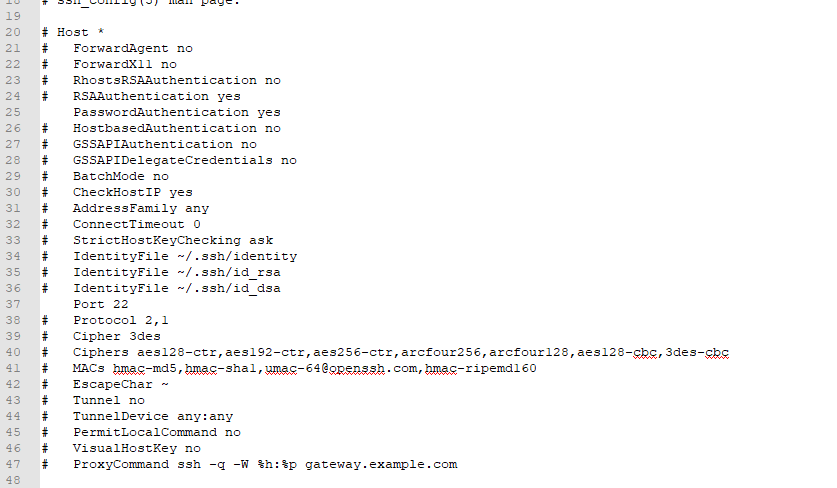 18 # ssh_config(5) man page.
19
20 # Host *
21 #   ForwardAgent no
22 #   ForwardX11 no
23 #   RhostsRSAAuthentication no
24 #   RSAAuthentication yes
25     PasswordAuthentication yes
26 #   HostbasedAuthentication no
27 #   GSSAPIAuthentication no
28 #   GSSAPIDelegateCredentials no
29 #   BatchMode no
30 #   CheckHostIP yes
31 #   AddressFamily any
32 #   ConnectTimeout 0
33 #   StrictHostKeyChecking ask
34 #   IdentityFile ~/.ssh/identity
35 #   IdentityFile ~/.ssh/id_rsa
36 #   IdentityFile ~/.ssh/id_dsa
37     Port 22
38 #   Protocol 2,1
39 #   Cipher 3des
40 #   Ciphers aes128-ctr,aes192-ctr,aes256-ctr,arcfour256,arcfour128,aes128-cbc,3des-cbc
41 #   MACs hmac-md5,hmac-sha1,umac-64@openssh.com,hmac-ripemd160
42 #   EscapeChar ~
43 #   Tunnel no
44 #   TunnelDevice any:any
45 #   PermitLocalCommand no
46 #   VisualHostKey no
47 #   ProxyCommand ssh -q -W %h:%p gateway.example.com
48